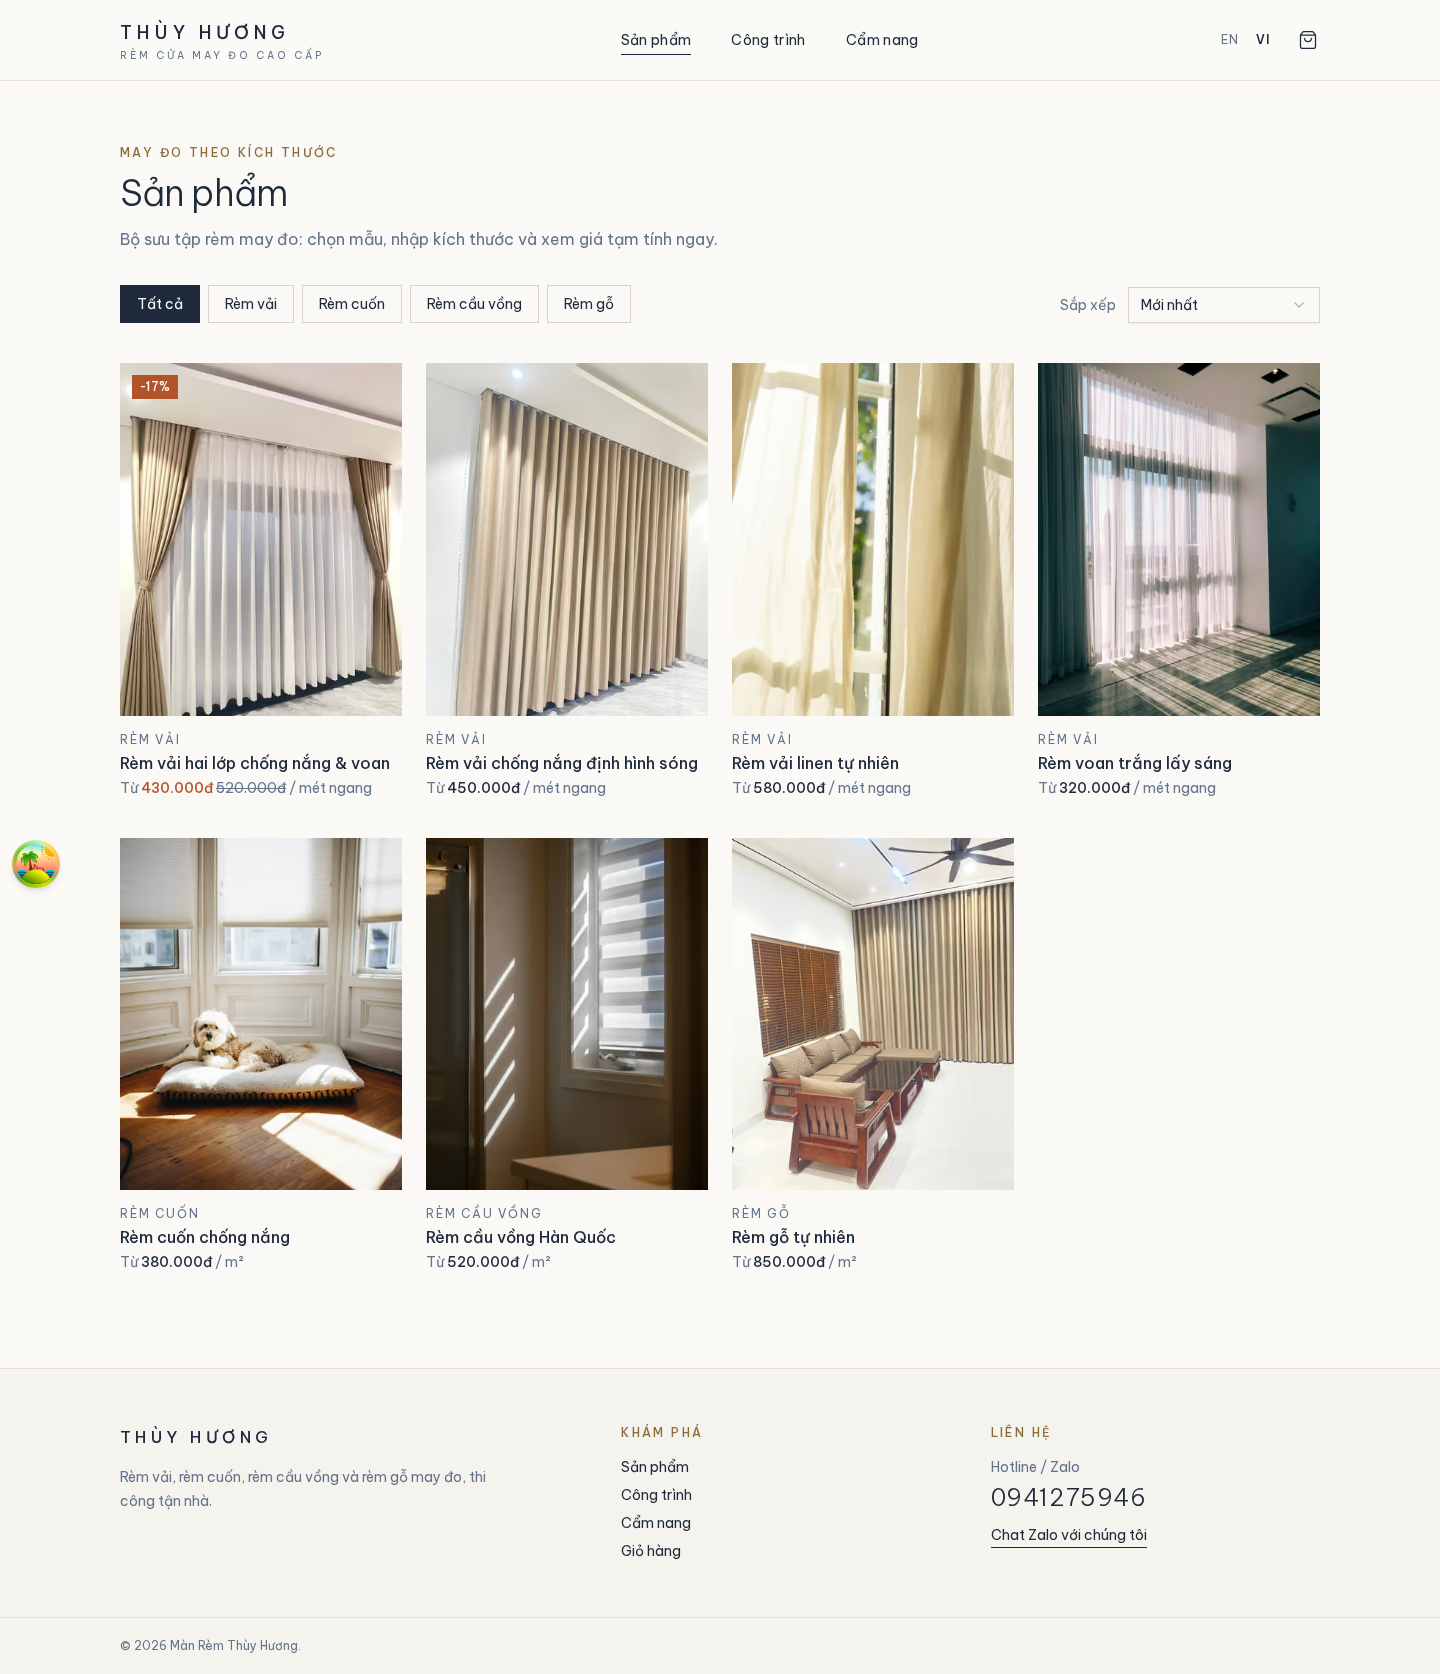 THÙY HƯƠNG
RÈM CỬA MAY ĐO CAO CẤP
Sản phẩm
Công trình
Cẩm nang
EN
VI
MAY ĐO THEO KÍCH THƯỚC
Sản phẩm
Bộ sưu tập rèm may đo: chọn mẫu, nhập kích thước và xem giá tạm tính ngay.
Tất cả
Rèm vải
Rèm cuốn
Rèm cầu vồng
Rèm gỗ
Sắp xếp
Mới nhất
-17%
RÈM VẢI
Rèm vải hai lớp chống nắng & voan
Từ 430.000đ 520.000đ / mét ngang
RÈM VẢI
Rèm vải chống nắng định hình sóng
Từ 450.000đ / mét ngang
RÈM VẢI
Rèm vải linen tự nhiên
Từ 580.000đ / mét ngang
RÈM VẢI
Rèm voan trắng lấy sáng
Từ 320.000đ / mét ngang
RÈM CUỐN
Rèm cuốn chống nắng
Từ 380.000đ / m²
RÈM CẦU VỒNG
Rèm cầu vồng Hàn Quốc
Từ 520.000đ / m²
RÈM GỖ
Rèm gỗ tự nhiên
Từ 850.000đ / m²
THÙY HƯƠNG
Rèm vải, rèm cuốn, rèm cầu vồng và rèm gỗ may đo, thi
công tận nhà.
KHÁM PHÁ
Sản phẩm
Công trình
Cẩm nang
Giỏ hàng
LIÊN HỆ
Hotline / Zalo
0941275946
Chat Zalo với chúng tôi
© 2026 Màn Rèm Thùy Hương.